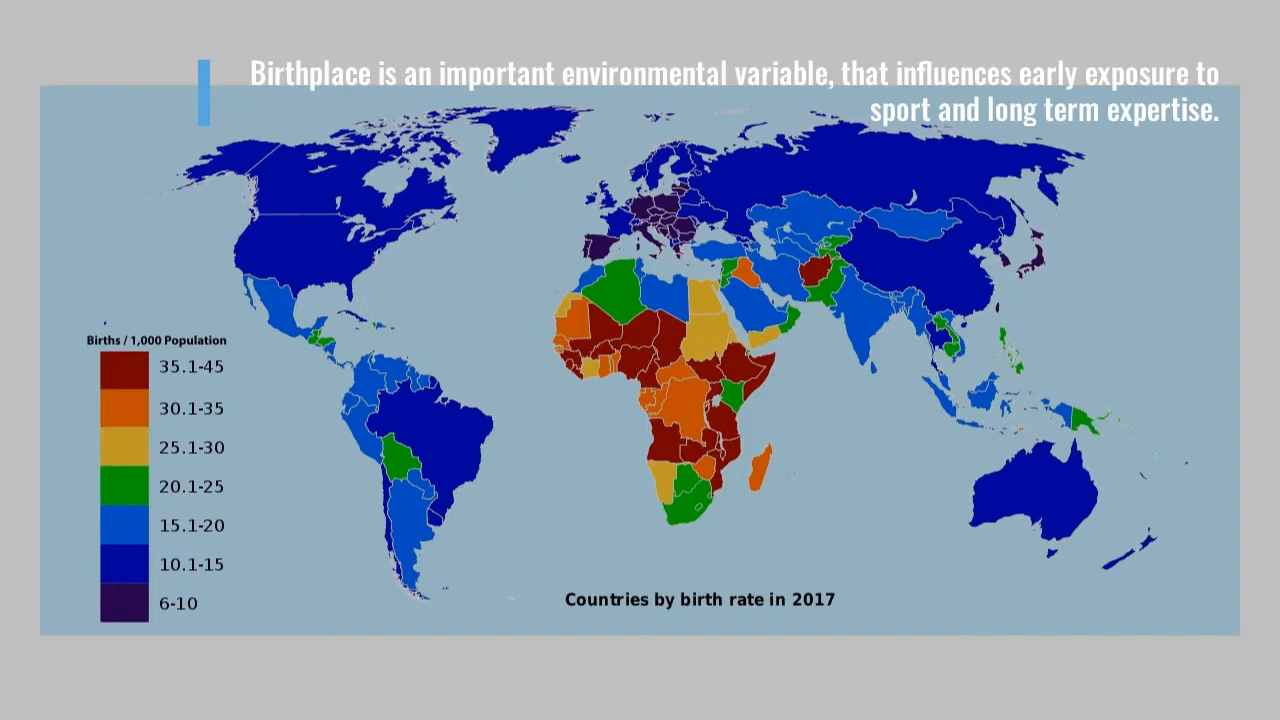 Birthplace is an important environmental variable, that influences early exposure to
sport and long term expertise.
Births / 1,000 Population
35.1-45
30.1-35
25.1-30
20.1-25
15.1-20
10.1-15
6-10
Countries by birth rate in 2017